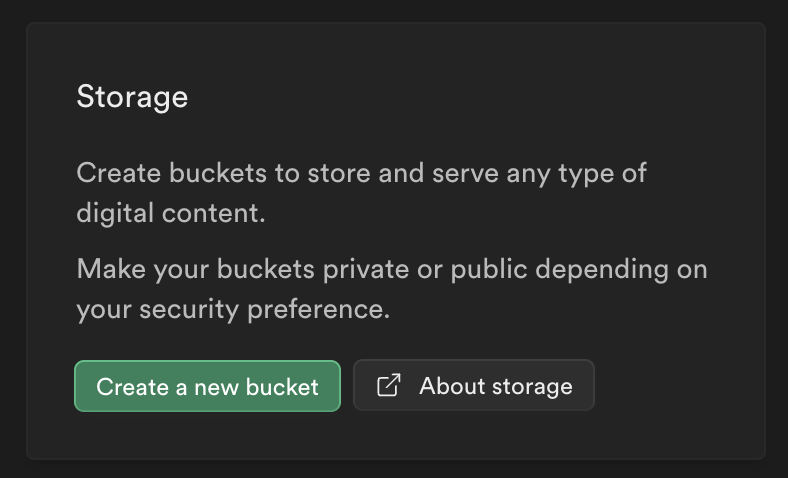 Storage
Create buckets to store and serve any type of
digital content.
Make your buckets private or public depending on
your security preference.
Create a new bucket
About storage